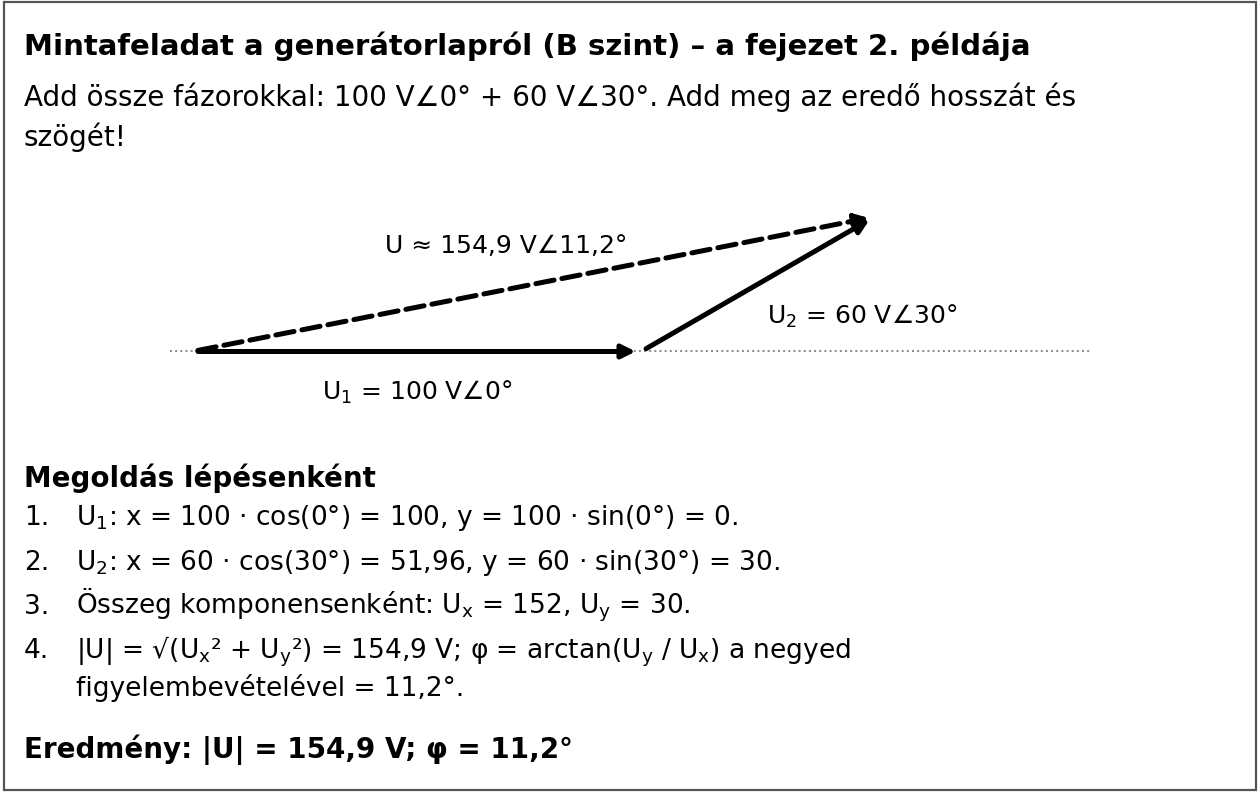 Mintafeladat a generátorlapról (B szint) – a fejezet 2. példája
Add össze fázorokkal: 100 V∠0° + 60 V∠30°. Add meg az eredő hosszát és
szögét!
U ≈ 154,9 V∠11,2°
U₂ = 60 V∠30°
U₁ = 100 V∠0°
Megoldás lépésenként
1. U₁: x = 100 · cos(0°) = 100, y = 100 · sin(0°) = 0.
2. U₂: x = 60 · cos(30°) = 51,96, y = 60 · sin(30°) = 30.
3. Összeg komponensenként: Uₓ = 152, U_y = 30.
4. |U| = √(Uₓ² + U_y²) = 154,9 V; φ = arctan(U_y / Uₓ) a negyed
figyelembevételével = 11,2°.
Eredmény: |U| = 154,9 V; φ = 11,2°